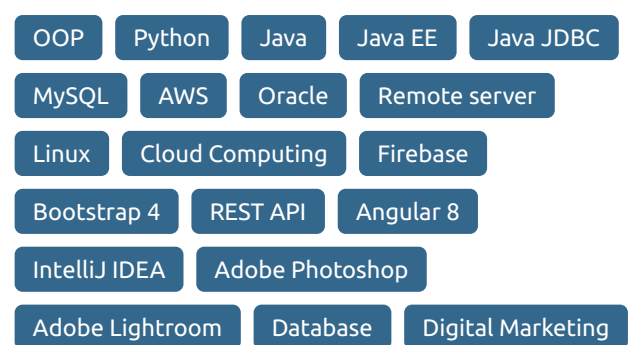 OOP Python Java Java EE Java JDBC
MySQL AWS Oracle Remote server
Linux Cloud Computing Firebase
Bootstrap 4 REST API Angular 8
IntelliJ IDEA Adobe Photoshop
Adobe Lightroom Database Digital Marketing